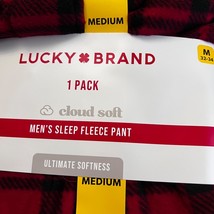 MEDIUM
LUCKY BRAND
M
32-34
1 PACK
cloud soft
MEN'S SLEEP FLEECE PANT
ULTIMATE SOFTNESS
MEDIUM